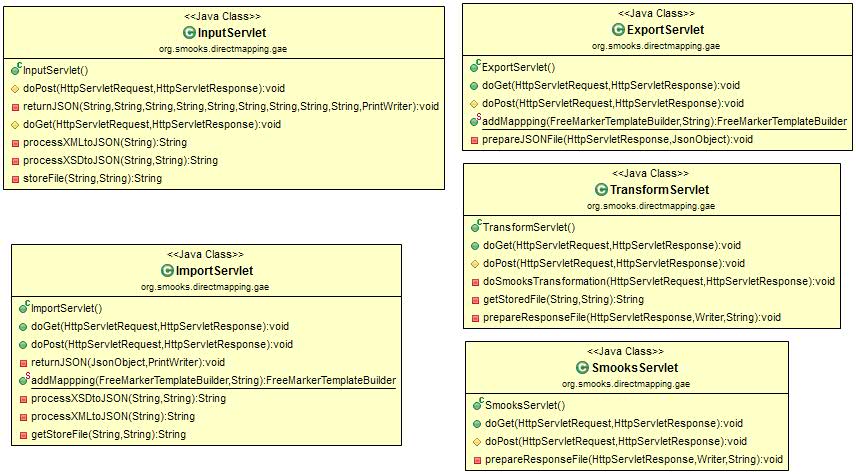 <<Java Class>>
InputServlet
org.smooks.directmapping.gae
InputServlet()
doPost(HttpServletRequest,HttpServletResponse):void
returnJSON(String,String,String,String,String,String,String,String,PrintWriter):void
doGet(HttpServletRequest,HttpServletResponse):void
processXMLtoJSON(String):String
processXSDtoJSON(String,String):String
storeFile(String,String):String
<<Java Class>>
ImportServlet
org.smooks.directmapping.gae
ImportServlet()
doGet(HttpServletRequest,HttpServletResponse):void
doPost(HttpServletRequest,HttpServletResponse):void
returnJSON(JsonObject,PrintWriter):void
addMappping(FreeMarkerTemplateBuilder,String):FreeMarkerTemplateBuilder
processXSDtoJSON(String,String):String
processXMLtoJSON(String):String
getStoreFile(String,String):String
<<Java Class>>
ExportServlet
org.smooks.directmapping.gae
ExportServlet()
doGet(HttpServletRequest,HttpServletResponse):void
doPost(HttpServletRequest,HttpServletResponse):void
addMappping(FreeMarkerTemplateBuilder,String):FreeMarkerTemplateBuilder
prepareJSONFile(HttpServletResponse,JsonObject):void
<<Java Class>>
TransformServlet
org.smooks.directmapping.gae
TransformServlet()
doGet(HttpServletRequest,HttpServletResponse):void
doPost(HttpServletRequest,HttpServletResponse):void
doSmooksTransformation(HttpServletRequest,HttpServletResponse):void
getStoredFile(String,String):String
prepareResponseFile(HttpServletResponse,Writer,String):void
<<Java Class>>
SmooksServlet
org.smooks.directmapping.gae
SmooksServlet()
doGet(HttpServletRequest,HttpServletResponse):void
doPost(HttpServletRequest,HttpServletResponse):void
prepareResponseFile(HttpServletResponse,Writer,String):void